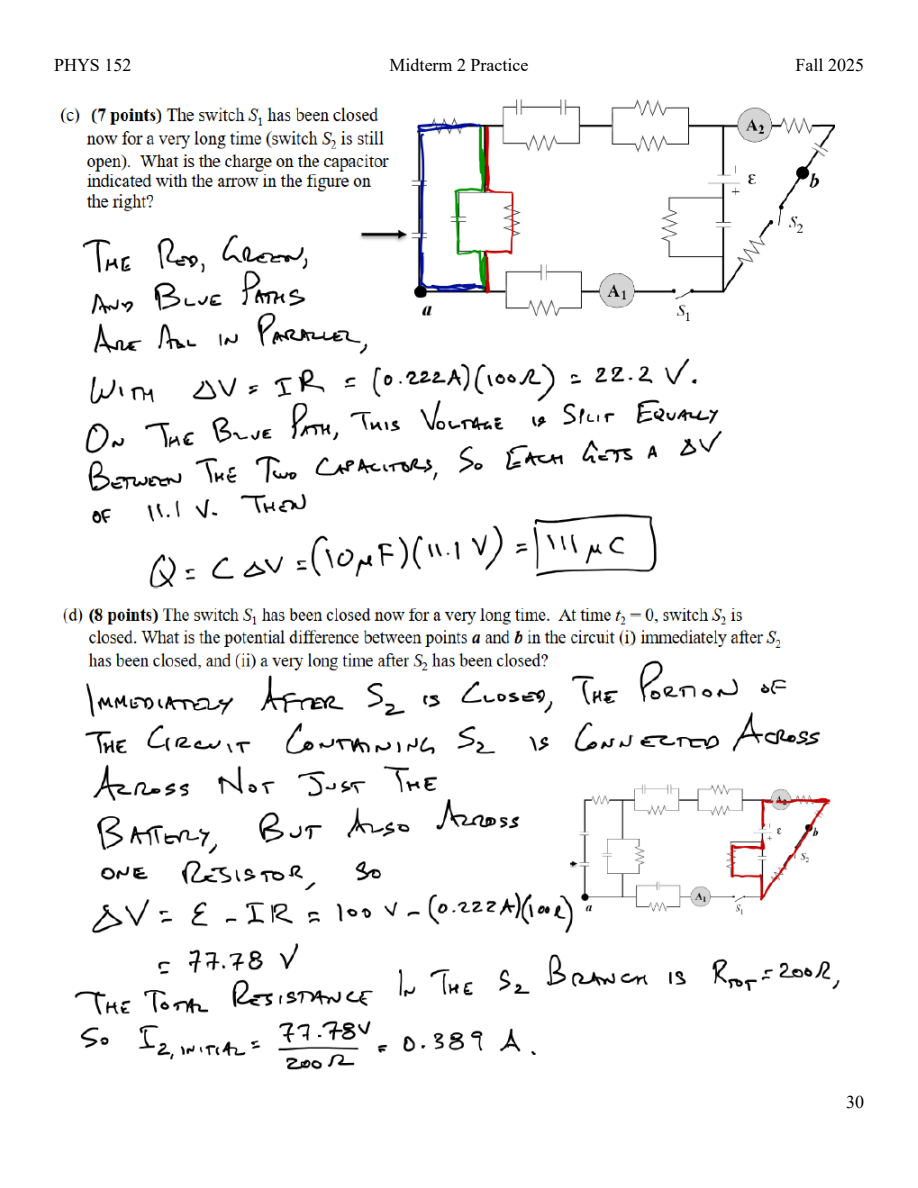 PHYS 152 Midterm 2 Practice Fall 2025
(c) (7 points) The switch S1 has been closed
now for a very long time (switch S2 is still
open). What is the charge on the capacitor
indicated with the arrow in the figure on
the right?
A2
ε
+
b
S2
a
A1
S1
THE RED, GREEN,
AND BLUE PATHS
ARE ALL IN PARALLEL,
WITH ΔV = IR = (0.222A)(100Ω) = 22.2 V.
ON THE BLUE PATH, THIS VOLTAGE IS SPLIT EQUALLY
BETWEEN THE TWO CAPACITORS, SO EACH GETS A ΔV
OF 11.1 V. THEN
Q = CΔV = (10μF)(11.1V) = 111 μC
(d) (8 points) The switch S1 has been closed now for a very long time. At time t2 = 0, switch S2 is
closed. What is the potential difference between points a and b in the circuit (i) immediately after S2
has been closed, and (ii) a very long time after S2 has been closed?
IMMEDIATELY AFTER S2 IS CLOSED, THE PORTION OF
THE CIRCUIT CONTAINING S2 IS CONNECTED ACROSS
ACROSS NOT JUST THE
BATTERY, BUT ALSO ACROSS
ONE RESISTOR, SO
A2
ε
+
b
S2
a
A1
S1
ΔV = ε - IR = 100 V - (0.222A)(100Ω)
= 77.78 V
THE TOTAL RESISTANCE IN THE S2 BRANCH IS RTOT = 200Ω,
SO I2, INITIAL = 77.78V / 200Ω = 0.389 A.
30